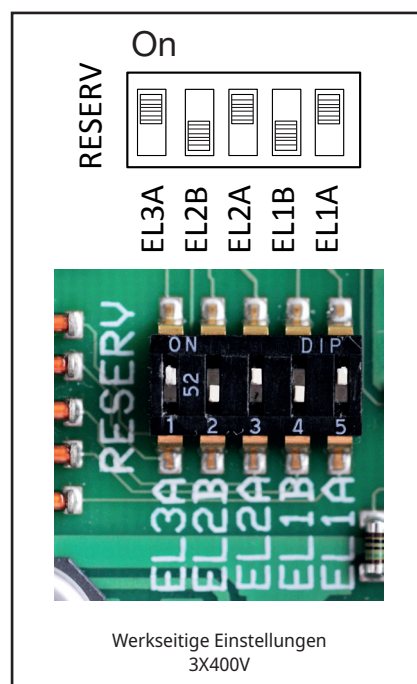 On
RESERV
EL3A
EL2B
EL2A
EL1B
EL1A
ON DIP
52
1 2 3 4 5
RESERV
EL3A
EL2B
EL2A
EL1B
EL1A
Werkseitige Einstellungen
3X400V